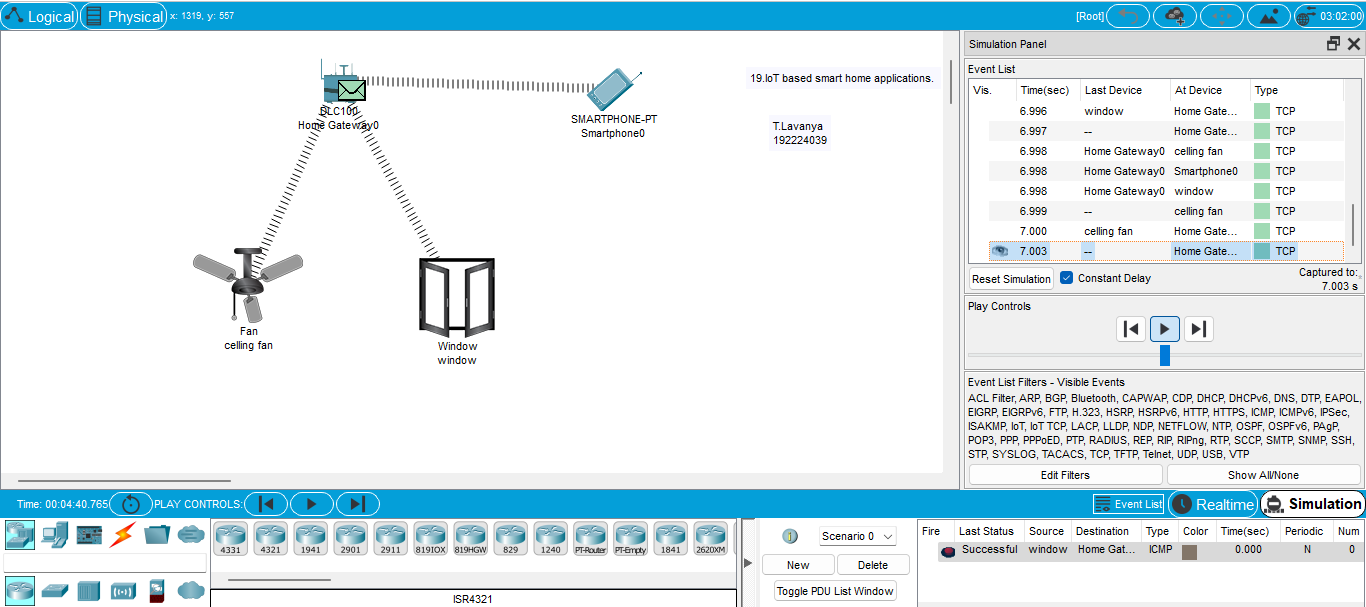 Logical Physical x: 1319, y: 557 [Root] 03:02:00
19.IoT based smart home applications.
T.Lavanya
192224039
DLC100
Home Gateway0
SMARTPHONE-PT
Smartphone0
Fan
celling fan
Window
window
Simulation Panel
Event List
Vis. Time(sec) Last Device At Device Type
6.996 window Home Gate... TCP
6.997 -- Home Gate... TCP
6.998 Home Gateway0 celling fan TCP
6.998 Home Gateway0 Smartphone0 TCP
6.998 Home Gateway0 window TCP
6.999 -- celling fan TCP
7.000 celling fan Home Gate... TCP
7.003 -- Home Gate... TCP
Reset Simulation Constant Delay Captured to:
7.003 s
Play Controls
Event List Filters - Visible Events
ACL Filter, ARP, BGP, Bluetooth, CAPWAP, CDP, DHCP, DHCPv6, DNS, DTP, EAPOL,
EIGRP, EIGRPv6, FTP, H.323, HSRP, HSRPv6, HTTP, HTTPS, ICMP, ICMPv6, IPSec,
ISAKMP, IoT, IoT TCP, LACP, LLDP, NDP, NETFLOW, NTP, OSPF, OSPFv6, PAgP,
POP3, PPP, PPPoED, PTP, RADIUS, REP, RIP, RIPng, RTP, SCCP, SMTP, SNMP, SSH,
STP, SYSLOG, TACACS, TCP, TFTP, Telnet, UDP, USB, VTP
Edit Filters Show All/None
Time: 00:04:40.765 PLAY CONTROLS: Event List Realtime Simulation
4331 4321 1941 2901 2911 819IOX 819HGW 829 1240 PT-Router PT-Empty 1841 2620XM
ISR4321
Scenario 0
New Delete
Toggle PDU List Window
Fire Last Status Source Destination Type Color Time(sec) Periodic Num
Successful window Home Gat... ICMP 0.000 N 0